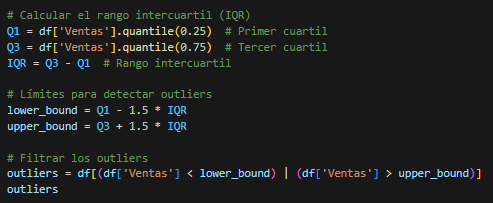 # Calcular el rango intercuartil (IQR)
Q1 = df['Ventas'].quantile(0.25)  # Primer cuartil
Q3 = df['Ventas'].quantile(0.75)  # Tercer cuartil
IQR = Q3 - Q1  # Rango intercuartil

# Límites para detectar outliers
lower_bound = Q1 - 1.5 * IQR
upper_bound = Q3 + 1.5 * IQR

# Filtrar los outliers
outliers = df[(df['Ventas'] < lower_bound) | (df['Ventas'] > upper_bound)]
outliers